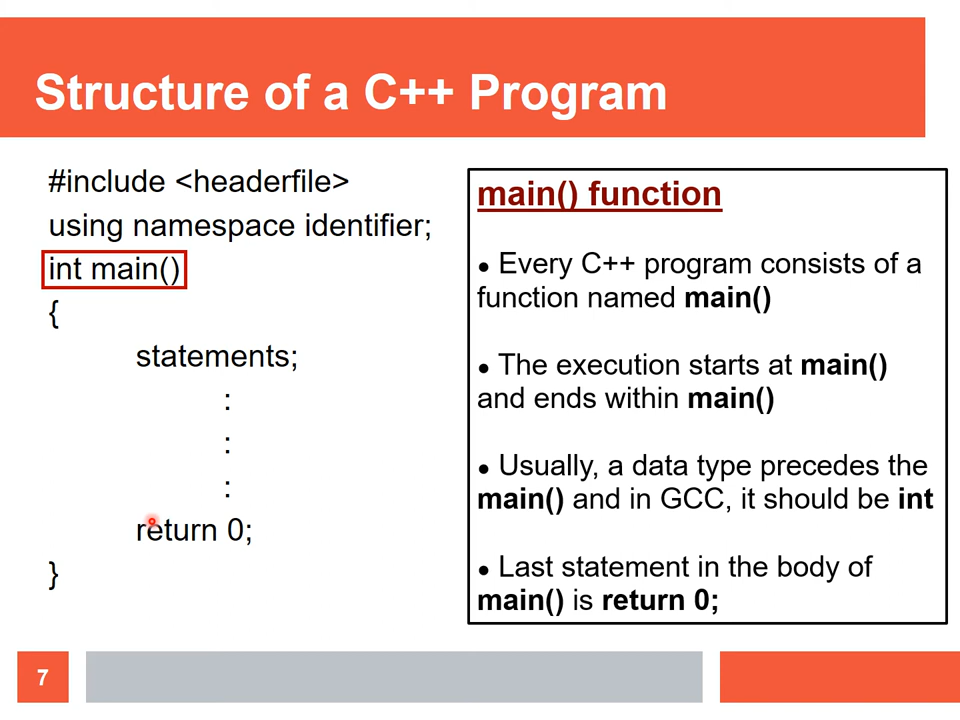 Structure of a C++ Program
#include <headerfile>
using namespace identifier;
int main()
{
statements;
:
:
:
return 0;
}
main() function
● Every C++ program consists of a
function named main()
● The execution starts at main()
and ends within main()
● Usually, a data type precedes the
main() and in GCC, it should be int
● Last statement in the body of
main() is return 0;
7